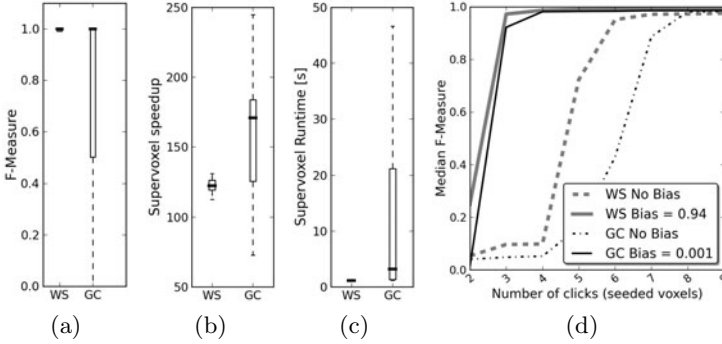 F-Measure
1.0
0.8
0.6
0.4
0.2
0.0
WS GC
(a)
Supervoxel speedup
250
200
150
100
50
WS GC
(b)
Supervoxel Runtime [s]
50
40
30
20
10
0
WS GC
(c)
Median F-Measure
1.0
0.8
0.6
0.4
0.2
0.0
2 3 4 5 6 7 8
Number of clicks (seeded voxels)
WS No Bias
WS Bias = 0.94
GC No Bias
GC Bias = 0.001
(d)